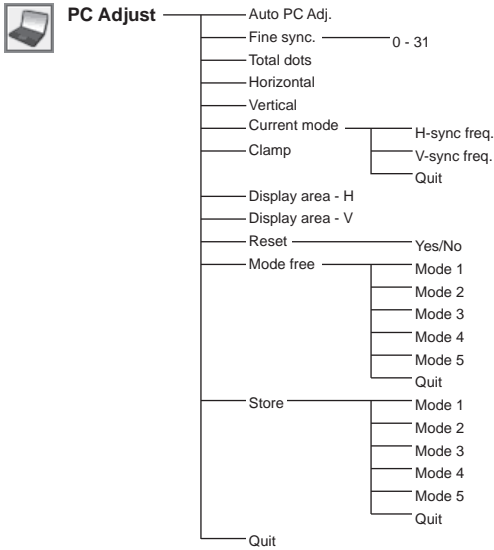 PC Adjust
Auto PC Adj.
Fine sync.
0 - 31
Total dots
Horizontal
Vertical
Current mode
H-sync freq.
V-sync freq.
Quit
Clamp
Display area - H
Display area - V
Reset
Yes/No
Mode free
Mode 1
Mode 2
Mode 3
Mode 4
Mode 5
Quit
Store
Mode 1
Mode 2
Mode 3
Mode 4
Mode 5
Quit
Quit